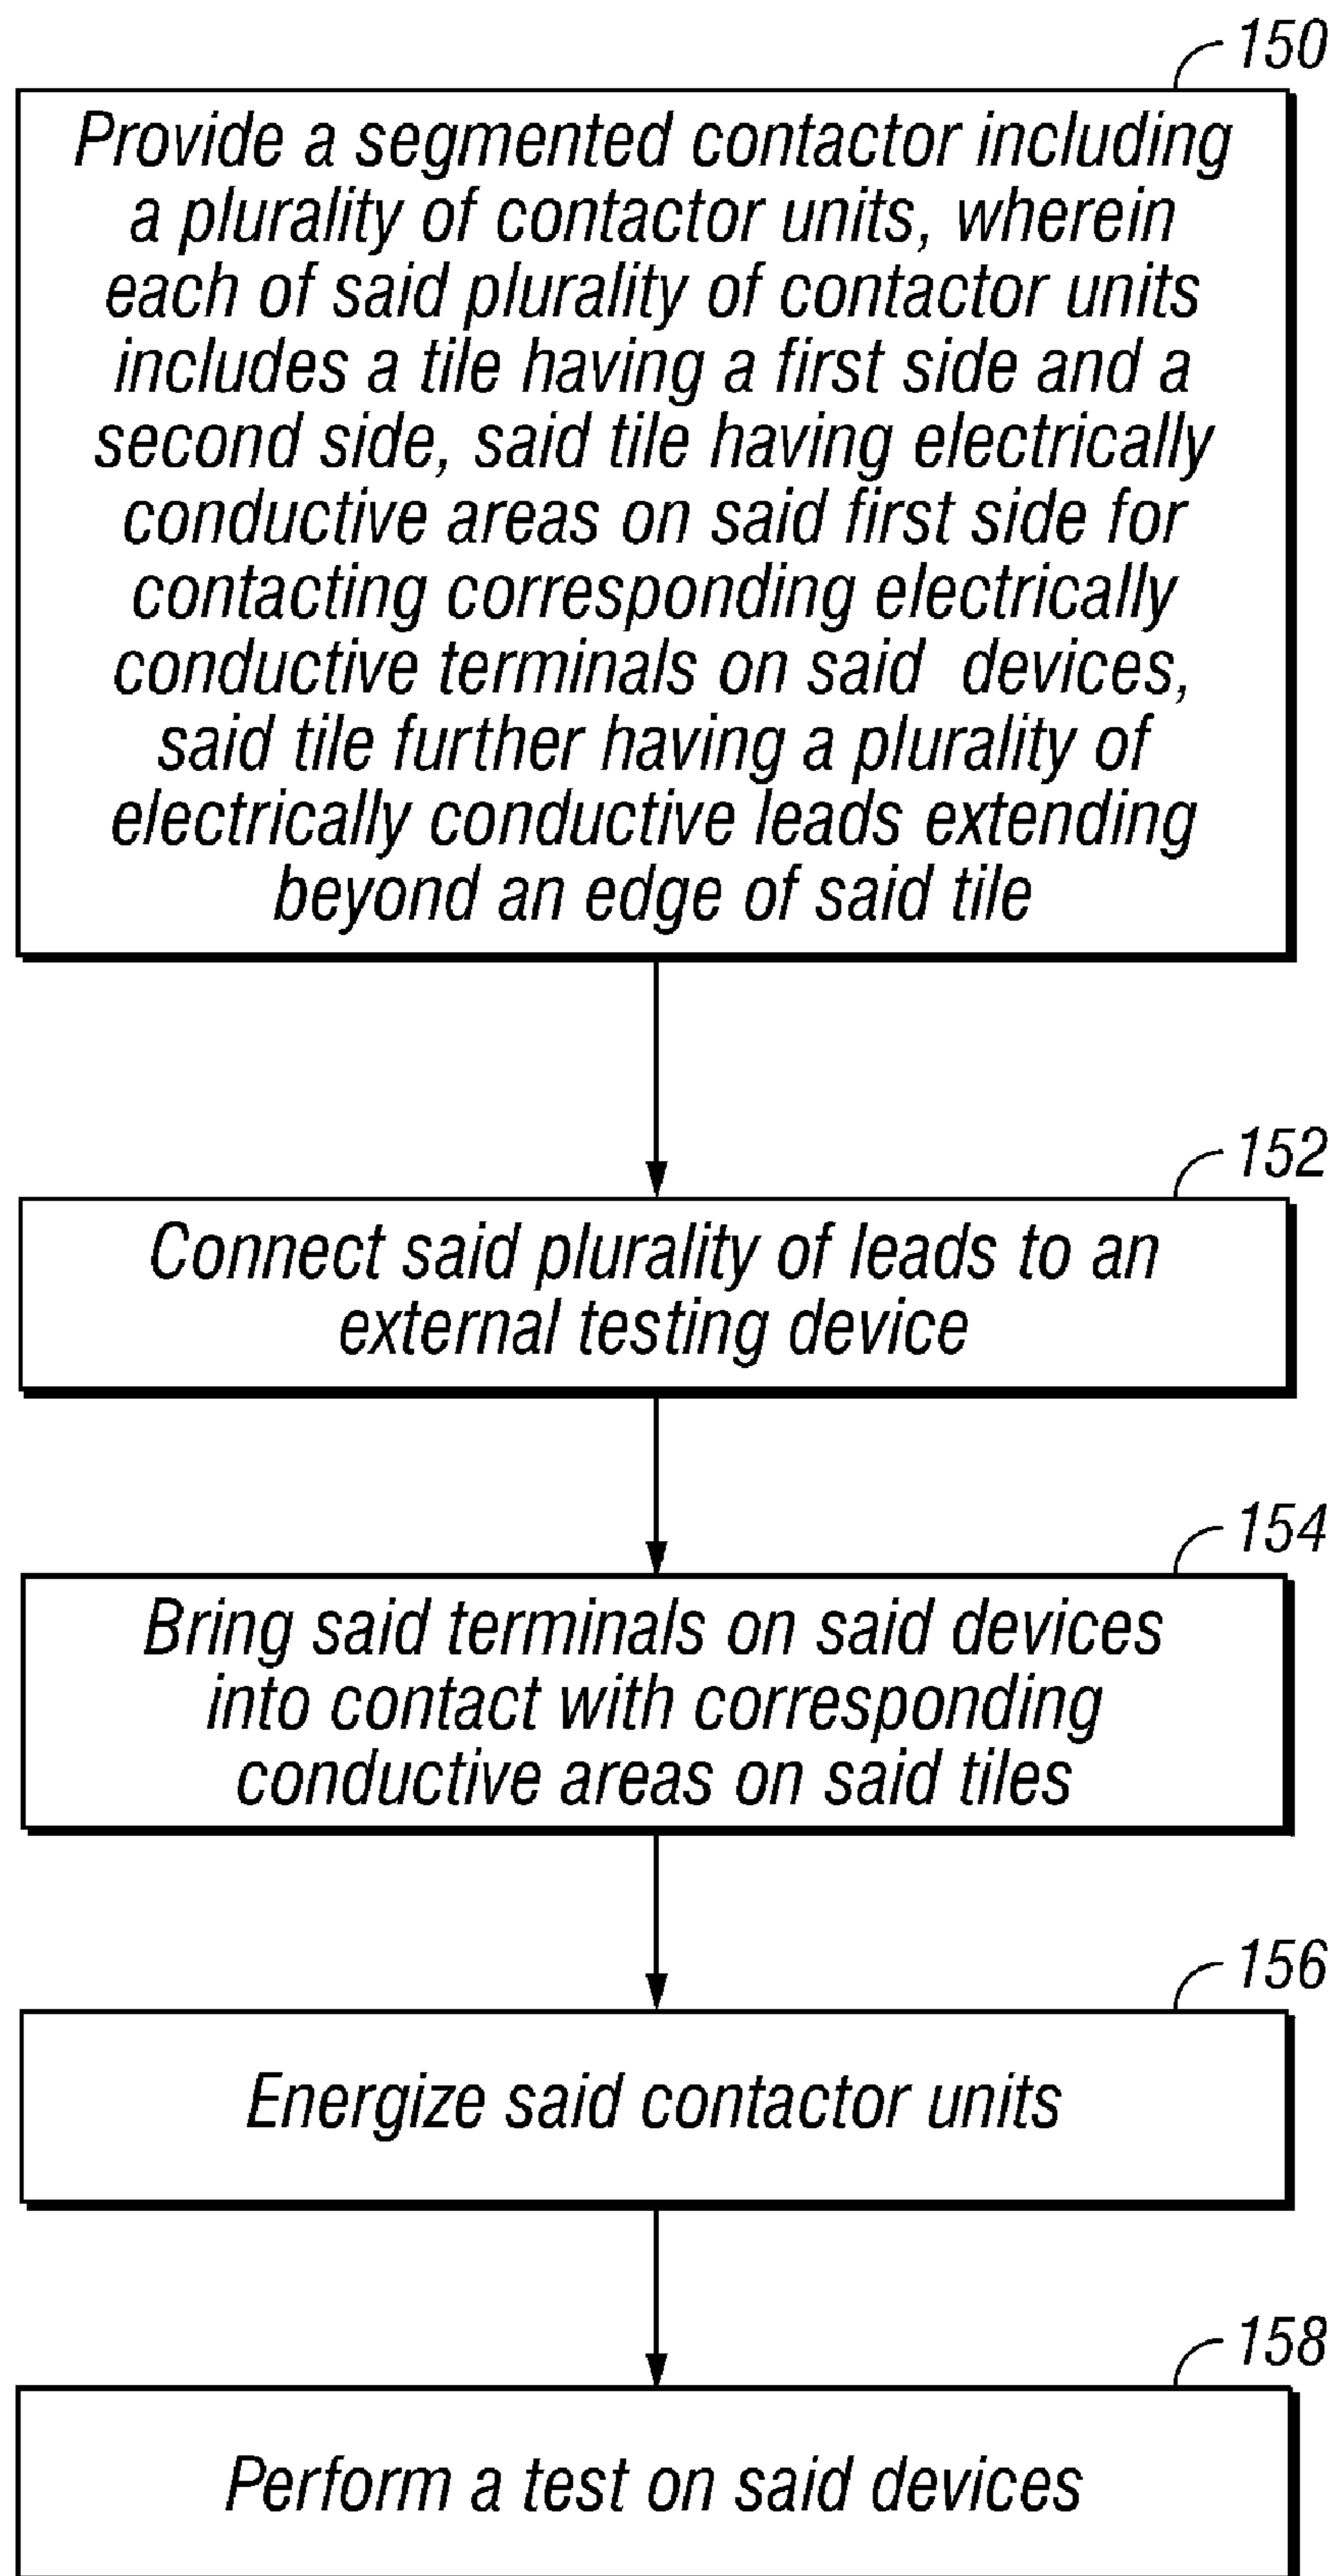 150
Provide a segmented contactor including
a plurality of contactor units, wherein
each of said plurality of contactor units
includes a tile having a first side and a
second side, said tile having electrically
conductive areas on said first side for
contacting corresponding electrically
conductive terminals on said devices,
said tile further having a plurality of
electrically conductive leads extending
beyond an edge of said tile
152
Connect said plurality of leads to an
external testing device
154
Bring said terminals on said devices
into contact with corresponding
conductive areas on said tiles
156
Energize said contactor units
158
Perform a test on said devices